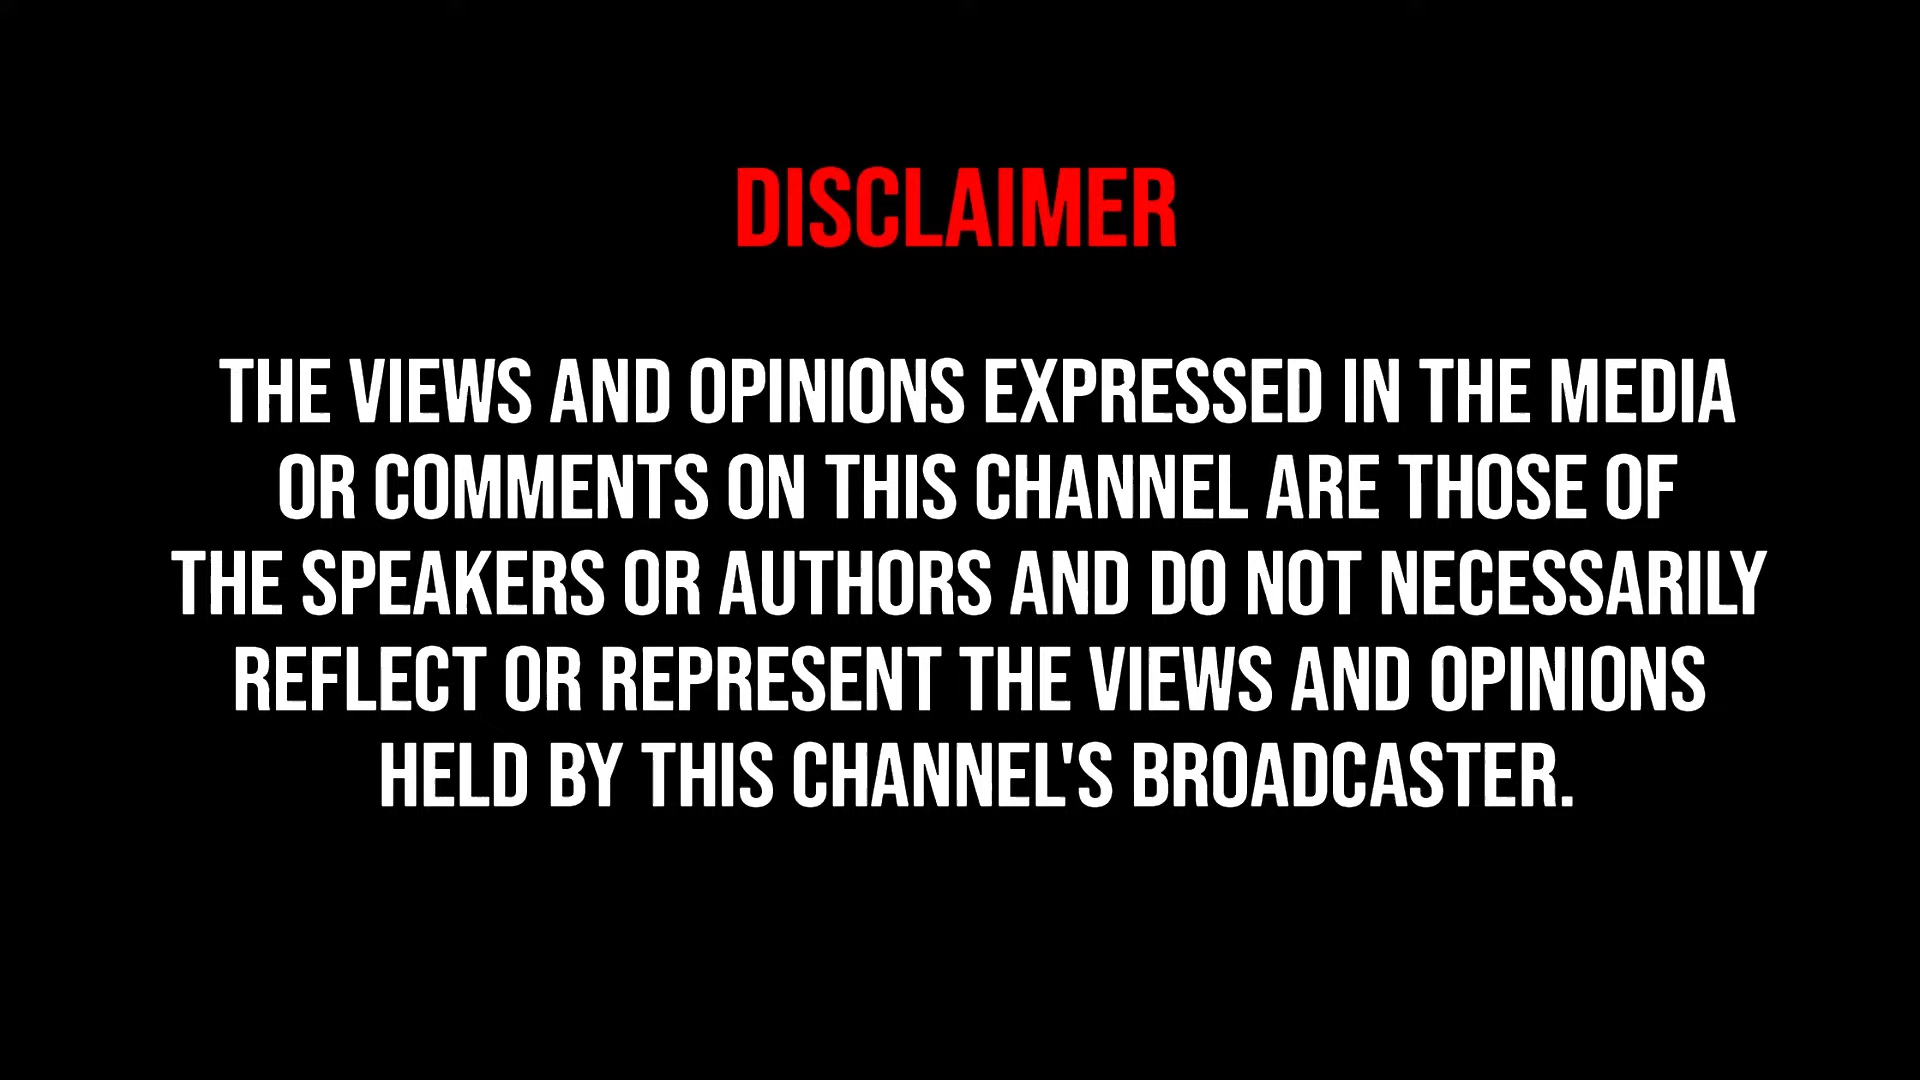 DISCLAIMER
THE VIEWS AND OPINIONS EXPRESSED IN THE MEDIA
OR COMMENTS ON THIS CHANNEL ARE THOSE OF
THE SPEAKERS OR AUTHORS AND DO NOT NECESSARILY
REFLECT OR REPRESENT THE VIEWS AND OPINIONS
HELD BY THIS CHANNEL'S BROADCASTER.